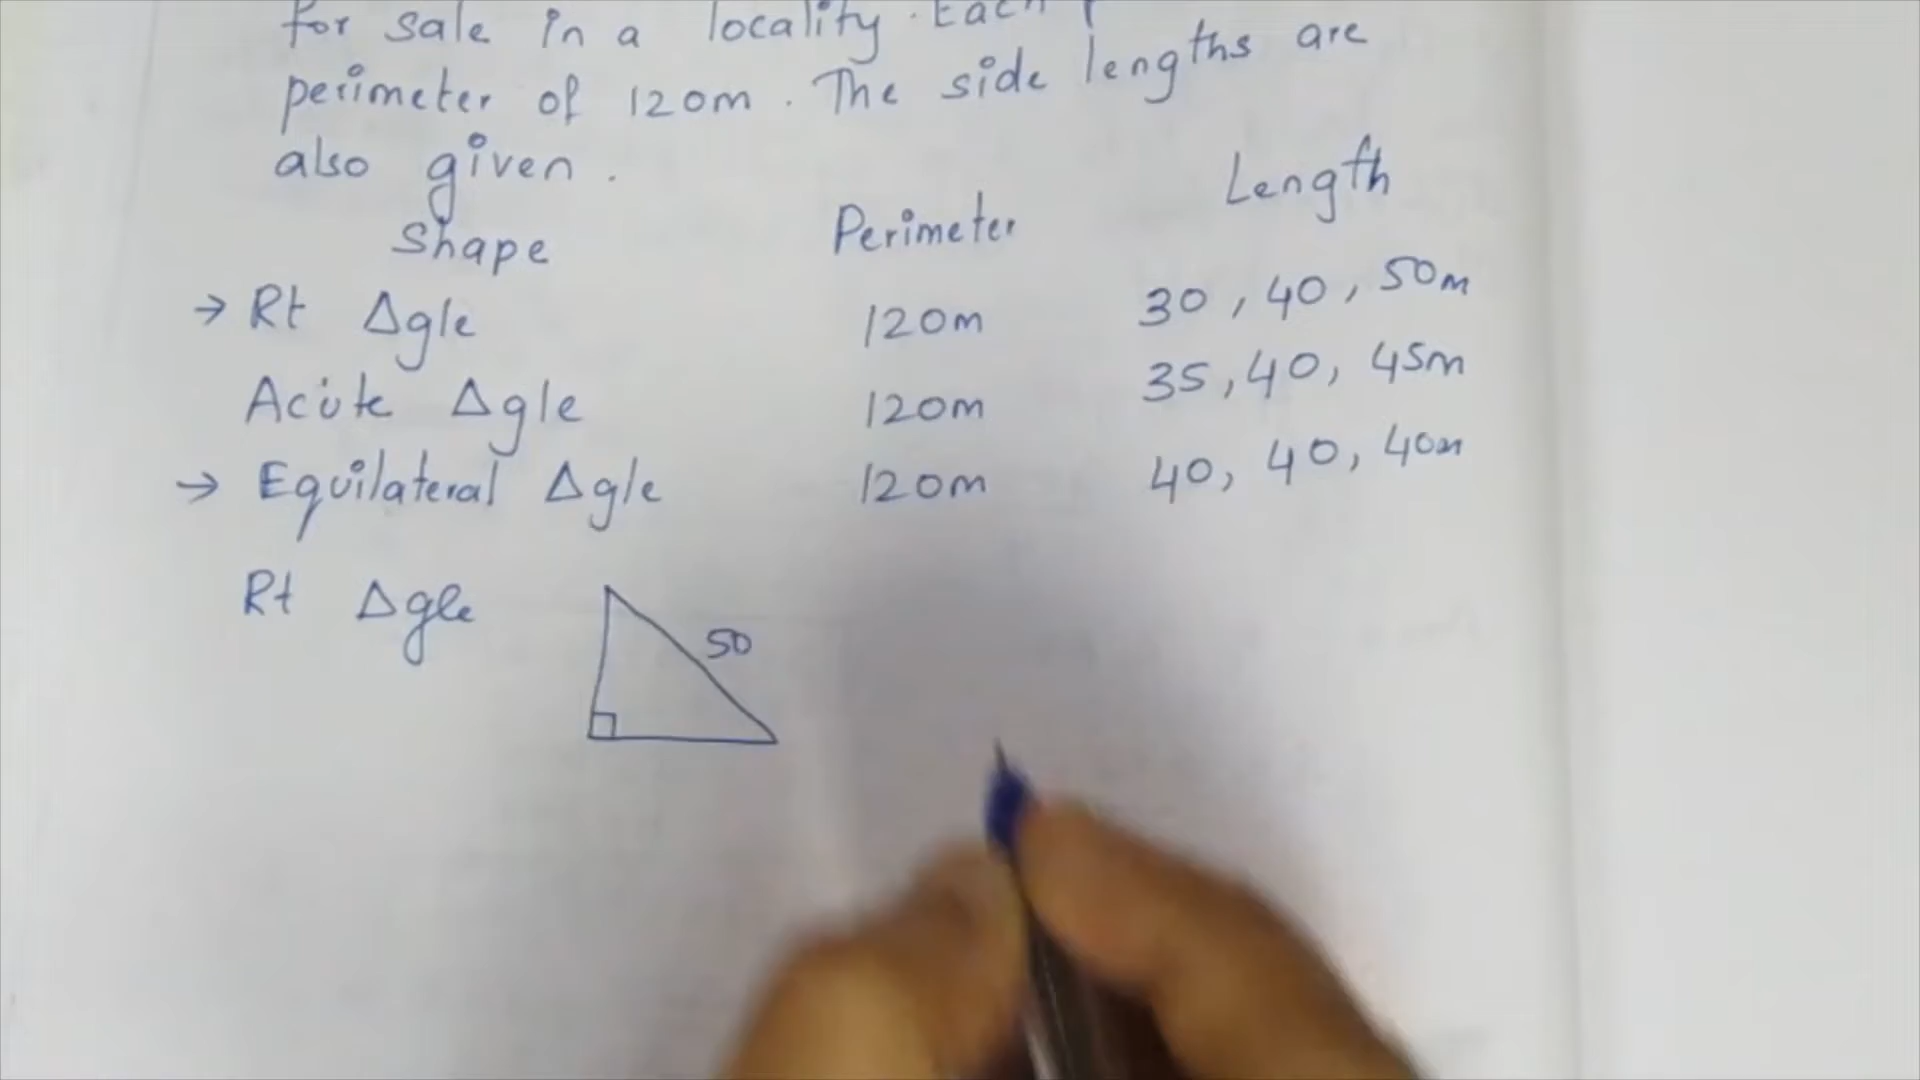 for sale in a locality. Each
perimeter of 120m. The side lengths are
also given.
Shape Perimeter Length
→ Rt Δgle 120m 30, 40, 50m
Acute Δgle 120m 35, 40, 45m
→ Equilateral Δgle 120m 40, 40, 40m
Rt Δgle
50